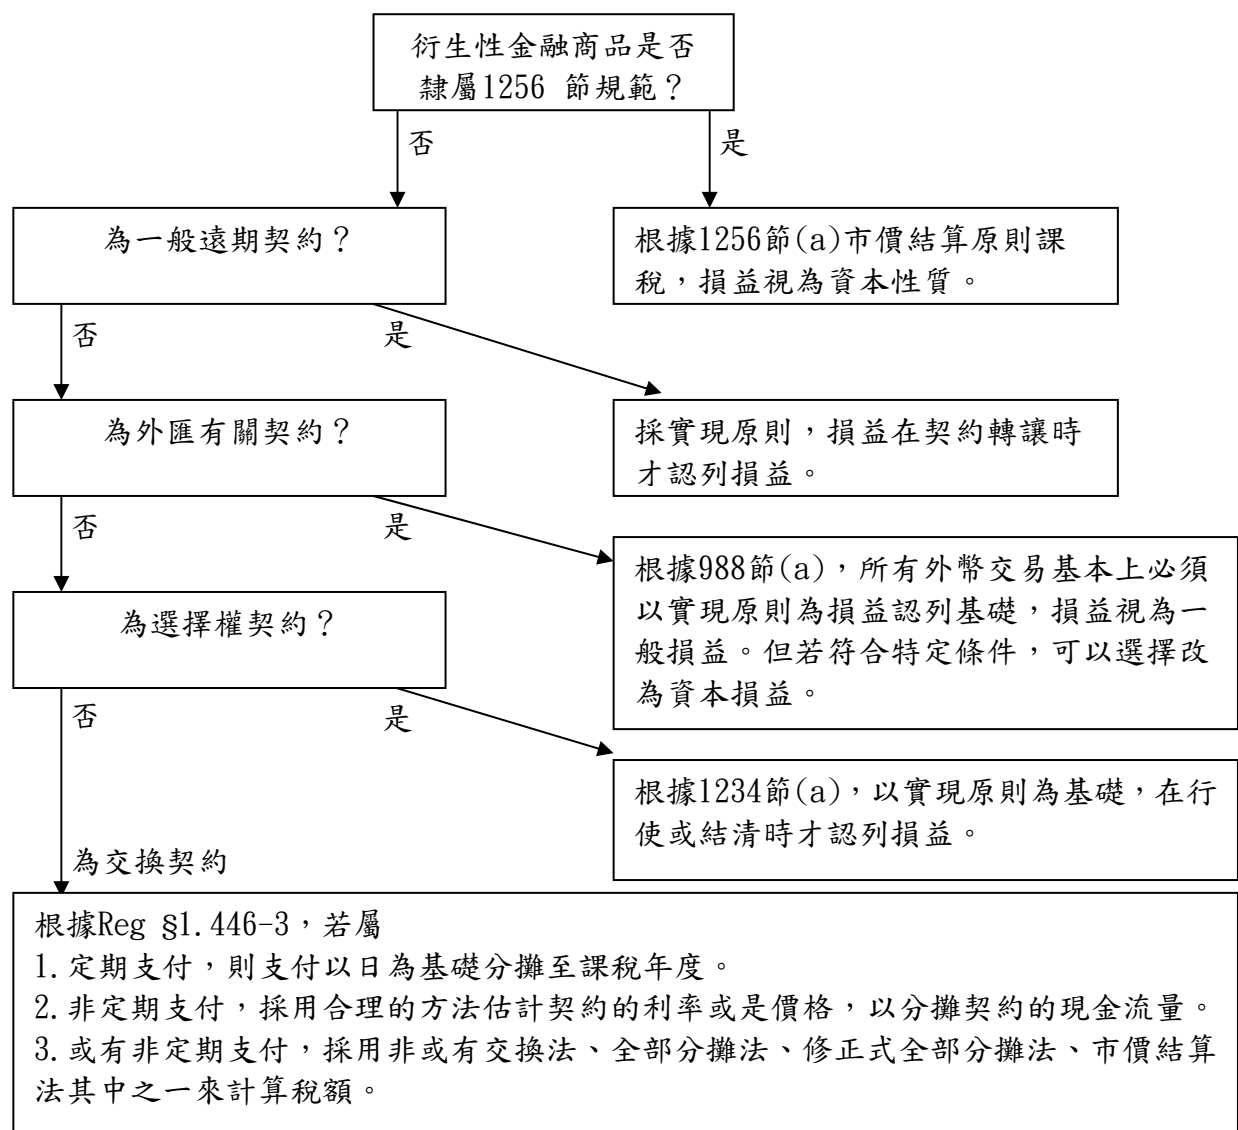 衍生性金融商品是否
隸屬1256 節規範？
否
是
為一般遠期契約？
根據1256節(a)市價結算原則課
稅，損益視為資本性質。
否
是
為外匯有關契約？
採實現原則，損益在契約轉讓時
才認列損益。
否
是
為選擇權契約？
根據988節(a)，所有外幣交易基本上必須
以實現原則為損益認列基礎，損益視為一
般損益。但若符合特定條件，可以選擇改
為資本損益。
否
是
根據1234節(a)，以實現原則為基礎，在行
使或結清時才認列損益。
為交換契約
根據Reg §1.446-3，若屬
1.定期支付，則支付以日為基礎分攤至課稅年度。
2.非定期支付，採用合理的方法估計契約的利率或是價格，以分攤契約的現金流量。
3.或有非定期支付，採用非或有交換法、全部分攤法、修正式全部分攤法、市價結算
法其中之一來計算稅額。